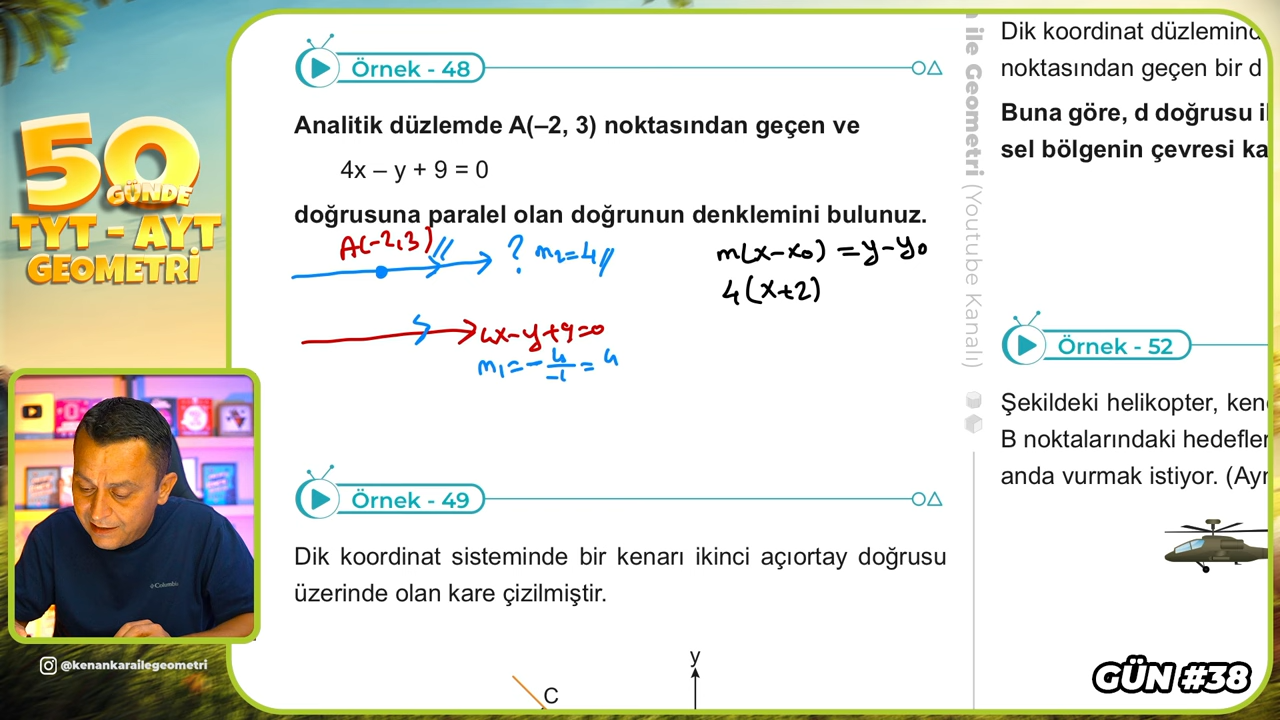 50
GÜNDE
TYT - AYT
GEOMETRİ
Örnek - 48
Analitik düzlemde A(–2, 3) noktasından geçen ve
4x – y + 9 = 0
doğrusuna paralel olan doğrunun denklemini bulunuz.
A(-2,3) // ? m₂=4//
m(x-x₀) = y-y₀
4(x+2)
4x-y+9=0
m₁=-4/-1=4
Örnek - 49
Dik koordinat sisteminde bir kenarı ikinci açıortay doğrusu
üzerinde olan kare çizilmiştir.
y
C
ile Geometri (Youtube Kanalı)
Dik koordinat düzlemind
noktasından geçen bir d
Buna göre, d doğrusu il
sel bölgenin çevresi ka
Örnek - 52
Şekildeki helikopter, ken
B noktalarındaki hedefler
anda vurmak istiyor. (Ayr
Columbia
@kenankarailegeometri
GÜN #38